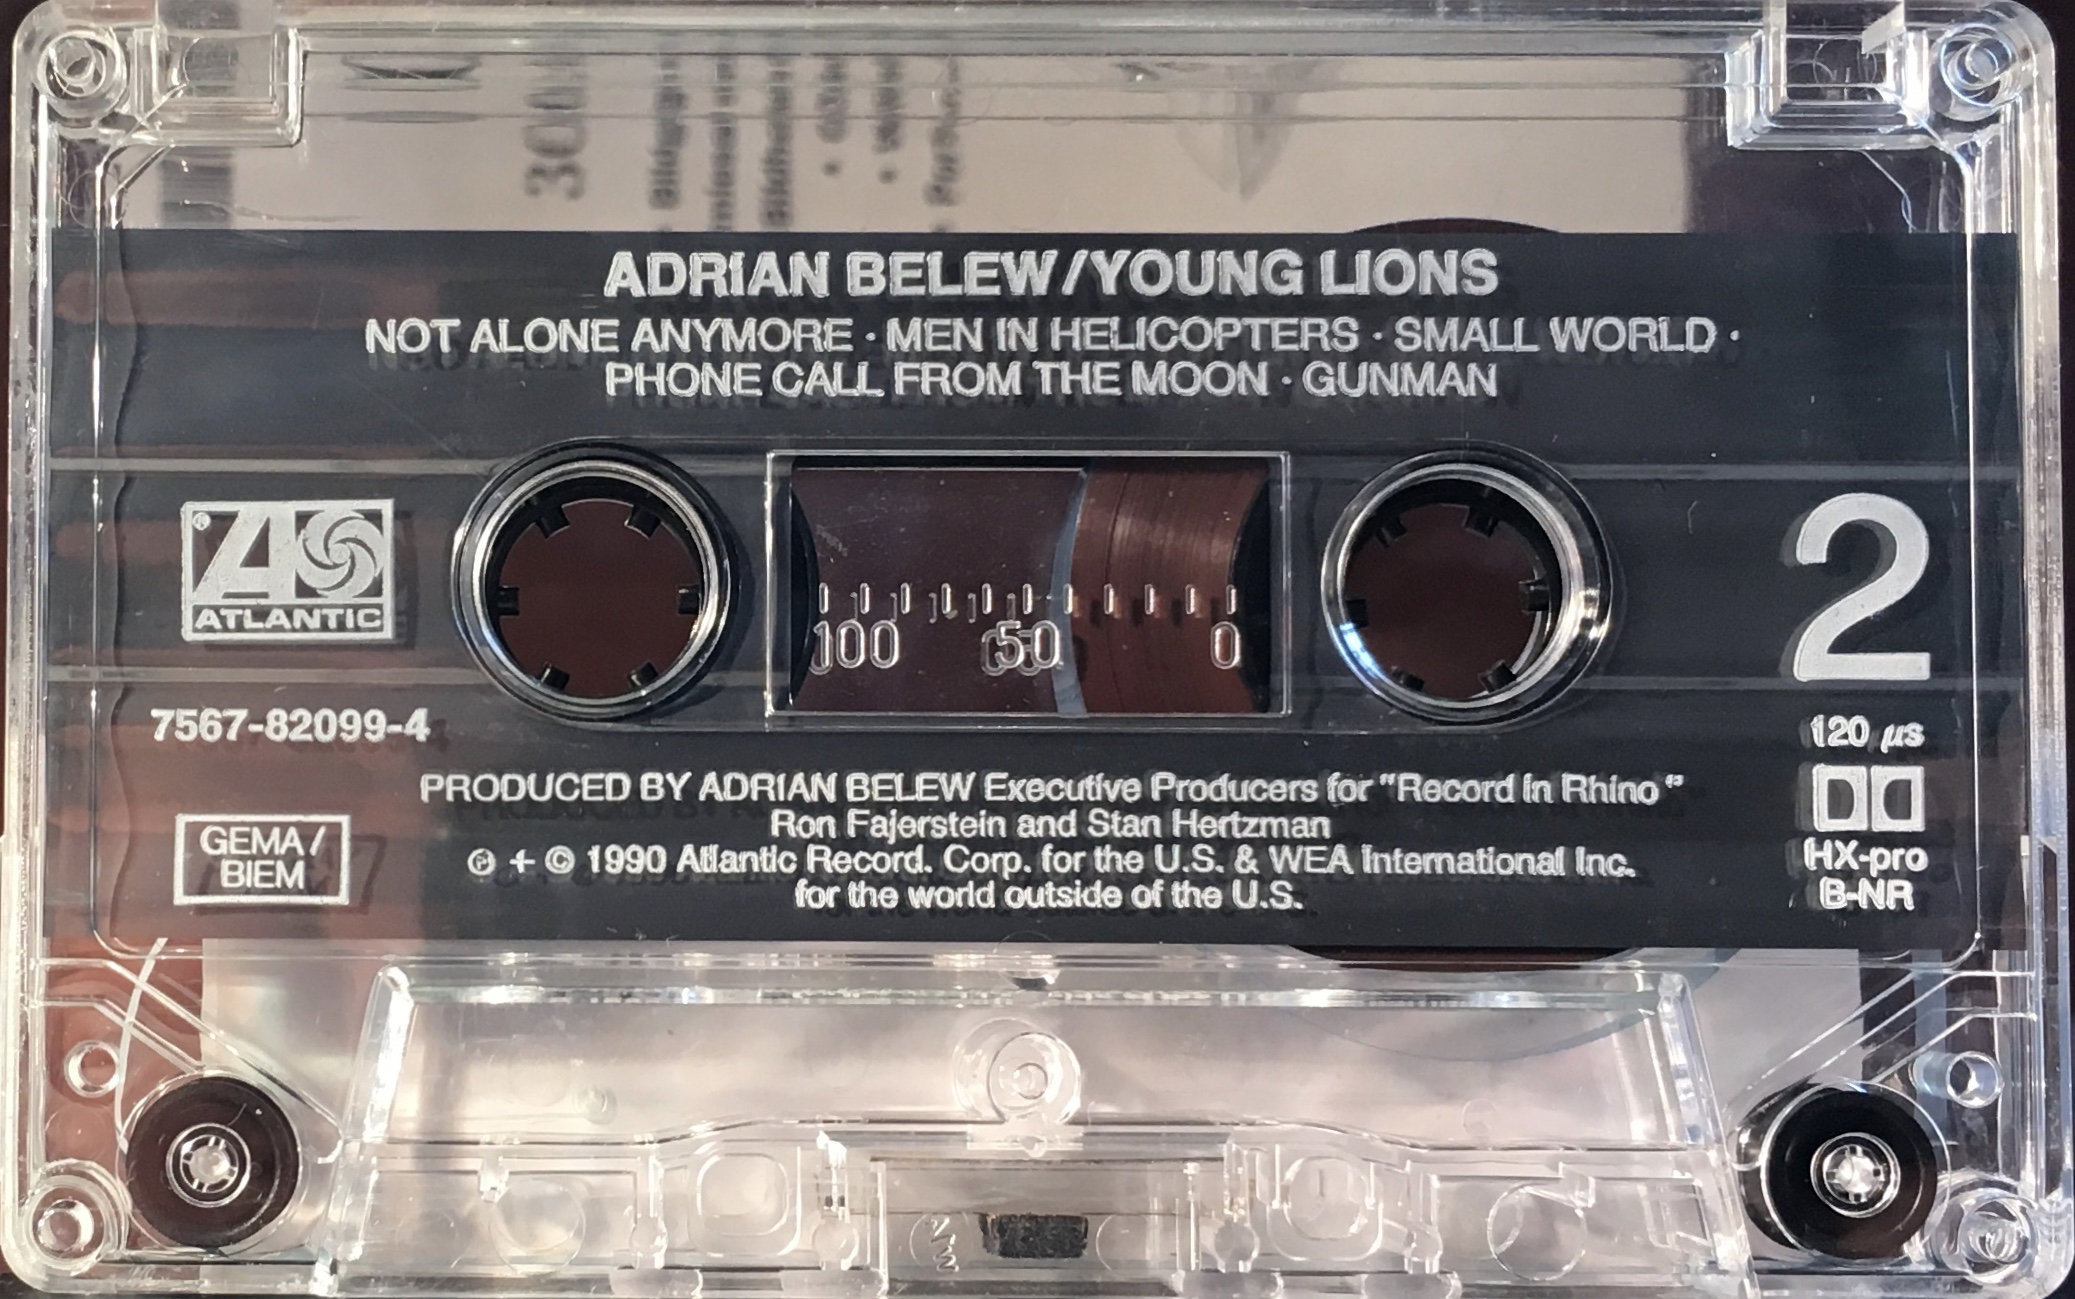 30
ADRIAN BELEW/YOUNG LIONS
NOT ALONE ANYMORE · MEN IN HELICOPTERS · SMALL WORLD ·
PHONE CALL FROM THE MOON · GUNMAN
®
ATLANTIC
2
100 50 0
7567-82099-4
120 µs
PRODUCED BY ADRIAN BELEW Executive Producers for "Record in Rhino"
Ron Fajerstein and Stan Hertzman
℗ + © 1990 Atlantic Record. Corp. for the U.S. & WEA International Inc.
for the world outside of the U.S.
GEMA/
BIEM
HX-pro
B-NR